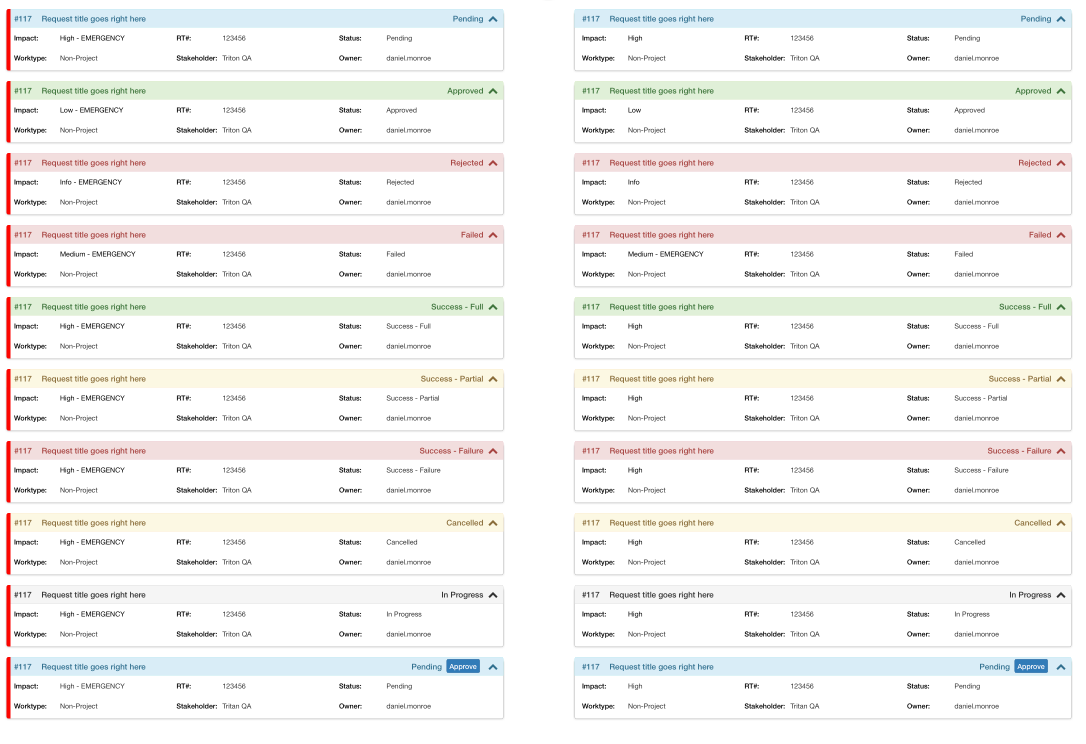 #117 Request title goes right here Pending
Impact: High - EMERGENCY RT#: 123456 Status: Pending
Worktype: Non-Project Stakeholder: Triton QA Owner: daniel.monroe
#117 Request title goes right here Approved
Impact: Low - EMERGENCY RT#: 123456 Status: Approved
Worktype: Non-Project Stakeholder: Triton QA Owner: daniel.monroe
#117 Request title goes right here Rejected
Impact: Info - EMERGENCY RT#: 123456 Status: Rejected
Worktype: Non-Project Stakeholder: Triton QA Owner: daniel.monroe
#117 Request title goes right here Failed
Impact: Medium - EMERGENCY RT#: 123456 Status: Failed
Worktype: Non-Project Stakeholder: Triton QA Owner: daniel.monroe
#117 Request title goes right here Success - Full
Impact: High - EMERGENCY RT#: 123456 Status: Success - Full
Worktype: Non-Project Stakeholder: Triton QA Owner: daniel.monroe
#117 Request title goes right here Success - Partial
Impact: High - EMERGENCY RT#: 123456 Status: Success - Partial
Worktype: Non-Project Stakeholder: Triton QA Owner: daniel.monroe
#117 Request title goes right here Success - Failure
Impact: High - EMERGENCY RT#: 123456 Status: Success - Failure
Worktype: Non-Project Stakeholder: Triton QA Owner: daniel.monroe
#117 Request title goes right here Cancelled
Impact: High - EMERGENCY RT#: 123456 Status: Cancelled
Worktype: Non-Project Stakeholder: Triton QA Owner: daniel.monroe
#117 Request title goes right here In Progress
Impact: High - EMERGENCY RT#: 123456 Status: In Progress
Worktype: Non-Project Stakeholder: Triton QA Owner: daniel.monroe
#117 Request title goes right here Pending Approve
Impact: High - EMERGENCY RT#: 123456 Status: Pending
Worktype: Non-Project Stakeholder: Tritan QA Owner: daniel.monroe
#117 Request title goes right here Pending
Impact: High RT#: 123456 Status: Pending
Worktype: Non-Project Stakeholder: Triton QA Owner: daniel.monroe
#117 Request title goes right here Approved
Impact: Low RT#: 123456 Status: Approved
Worktype: Non-Project Stakeholder: Triton QA Owner: daniel.monroe
#117 Request title goes right here Rejected
Impact: Info RT#: 123456 Status: Rejected
Worktype: Non-Project Stakeholder: Triton QA Owner: daniel.monroe
#117 Request title goes right here Failed
Impact: Medium - EMERGENCY RT#: 123456 Status: Failed
Worktype: Non-Project Stakeholder: Triton QA Owner: daniel.monroe
#117 Request title goes right here Success - Full
Impact: High RT#: 123456 Status: Success - Full
Worktype: Non-Project Stakeholder: Triton QA Owner: daniel.monroe
#117 Request title goes right here Success - Partial
Impact: High RT#: 123456 Status: Success - Partial
Worktype: Non-Project Stakeholder: Triton QA Owner: daniel.monroe
#117 Request title goes right here Success - Failure
Impact: High RT#: 123456 Status: Success - Failure
Worktype: Non-Project Stakeholder: Triton QA Owner: daniel.monroe
#117 Request title goes right here Cancelled
Impact: High RT#: 123456 Status: Cancelled
Worktype: Non-Project Stakeholder: Triton QA Owner: daniel.monroe
#117 Request title goes right here In Progress
Impact: High RT#: 123456 Status: In Progress
Worktype: Non-Project Stakeholder: Triton QA Owner: daniel.monroe
#117 Request title goes right here Pending Approve
Impact: High RT#: 123456 Status: Pending
Worktype: Non-Project Stakeholder: Tritan QA Owner: daniel.monroe